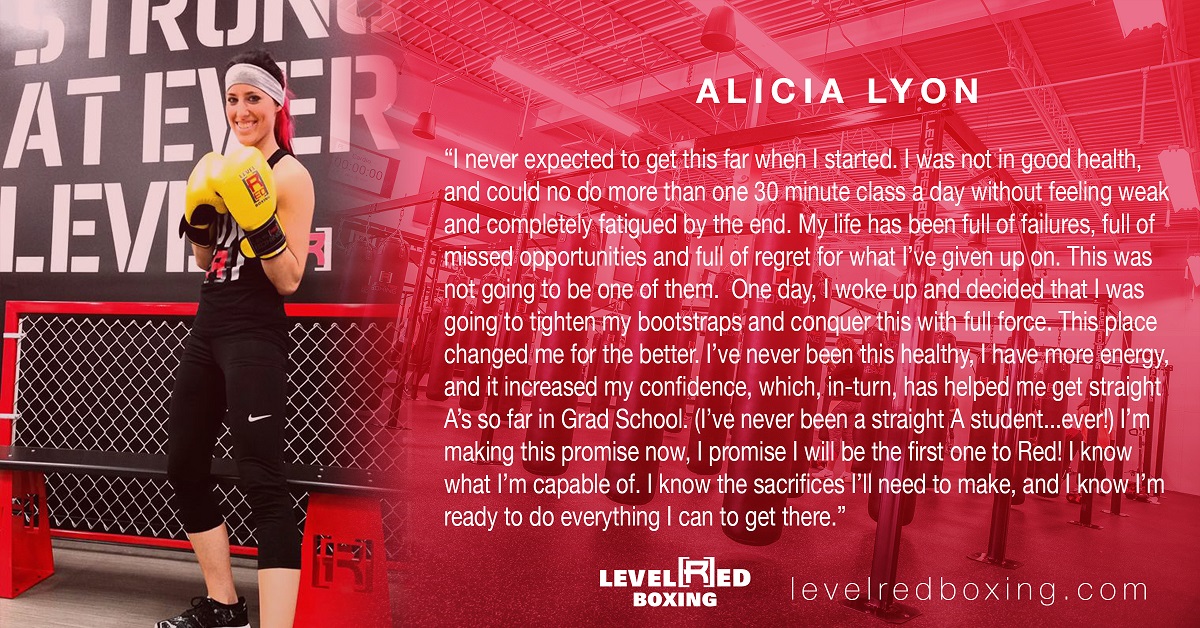 STRONG
AT EVER
LEVE
ALICIA LYON
“I never expected to get this far when I started. I was not in good health,
and could no do more than one 30 minute class a day without feeling weak
and completely fatigued by the end. My life has been full of failures, full of
missed opportunities and full of regret for what I’ve given up on. This was
not going to be one of them.  One day, I woke up and decided that I was
going to tighten my bootstraps and conquer this with full force. This place
changed me for the better. I’ve never been this healthy, I have more energy,
and it increased my confidence, which, in-turn, has helped me get straight
A’s so far in Grad School. (I’ve never been a straight A student...ever!) I’m
making this promise now, I promise I will be the first one to Red! I know
what I’m capable of. I know the sacrifices I’ll need to make, and I know I’m
ready to do everything I can to get there.”
LEVEL[R]ED
BOXING
levelredboxing.com